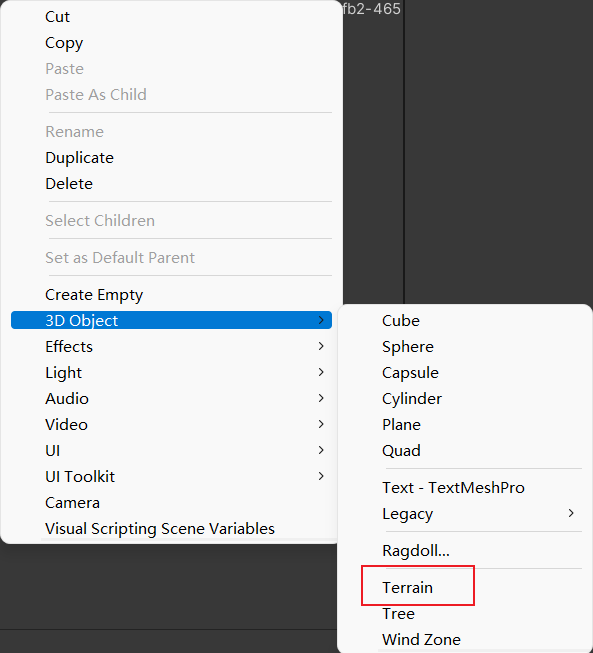 fb2-465
Cut
Copy
Paste
Paste As Child
Rename
Duplicate
Delete
Select Children
Set as Default Parent
Create Empty
3D Object
Effects
Light
Audio
Video
UI
UI Toolkit
Camera
Visual Scripting Scene Variables
Cube
Sphere
Capsule
Cylinder
Plane
Quad
Text - TextMeshPro
Legacy
Ragdoll...
Terrain
Tree
Wind Zone